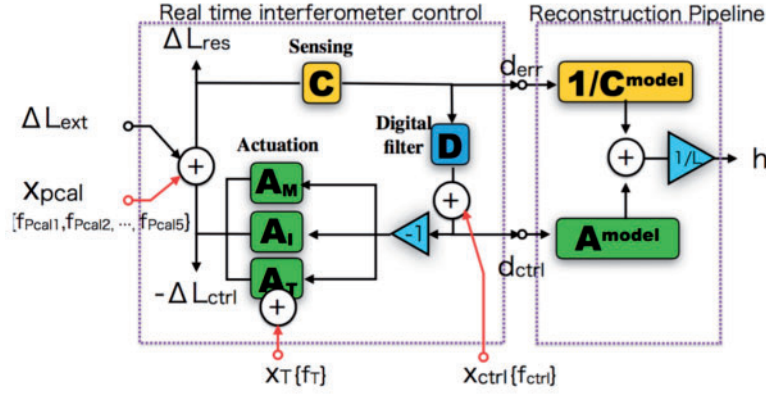 Real time interferometer control
Reconstruction Pipeline
ΔLres
Sensing
C
derr
1/Cmodel
ΔLext
Digital
filter
D
Actuation
xpcal
[fPcal1,fPcal2, ..., fPcal5}
+
AM
+
+
1/L
h
AI
-1
Amodel
AT
dctrl
-ΔLctrl
+
xT{fT}
xctrl{fctrl}